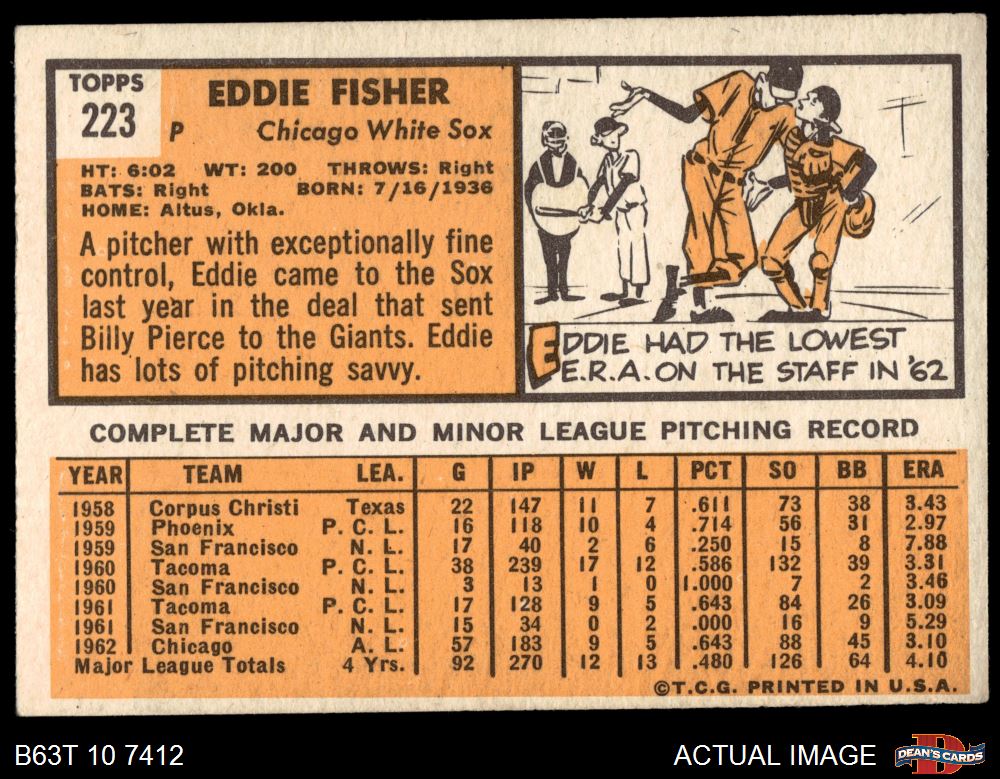 TOPPS
223
P
EDDIE FISHER
Chicago White Sox
HT: 6:02 WT: 200 THROWS: Right
BATS: Right BORN: 7/16/1936
HOME: Altus, Okla.
A pitcher with exceptionally fine
control, Eddie came to the Sox
last year in the deal that sent
Billy Pierce to the Giants. Eddie
has lots of pitching savvy.
EDDIE HAD THE LOWEST
E.R.A. ON THE STAFF IN '62
COMPLETE MAJOR AND MINOR LEAGUE PITCHING RECORD
YEAR TEAM LEA. G IP W L PCT SO BB ERA
1958 Corpus Christi Texas 22 147 11 7 .611 73 38 3.43
1959 Phoenix P. C. L. 16 118 10 4 .714 56 31 2.97
1959 San Francisco N. L. 17 40 2 6 .250 15 8 7.88
1960 Tacoma P. C. L. 38 239 17 12 .586 132 39 3.31
1960 San Francisco N. L. 3 13 1 0 1.000 7 2 3.46
1961 Tacoma P. C. L. 17 128 9 5 .643 84 26 3.09
1961 San Francisco N. L. 15 34 0 2 .000 16 9 5.29
1962 Chicago A. L. 57 183 9 5 .643 88 45 3.10
Major League Totals 4 Yrs. 92 270 12 13 .480 126 64 4.10
©T.C.G. PRINTED IN U.S.A.
B63T 10 7412
ACTUAL IMAGE
DEAN'S CARDS